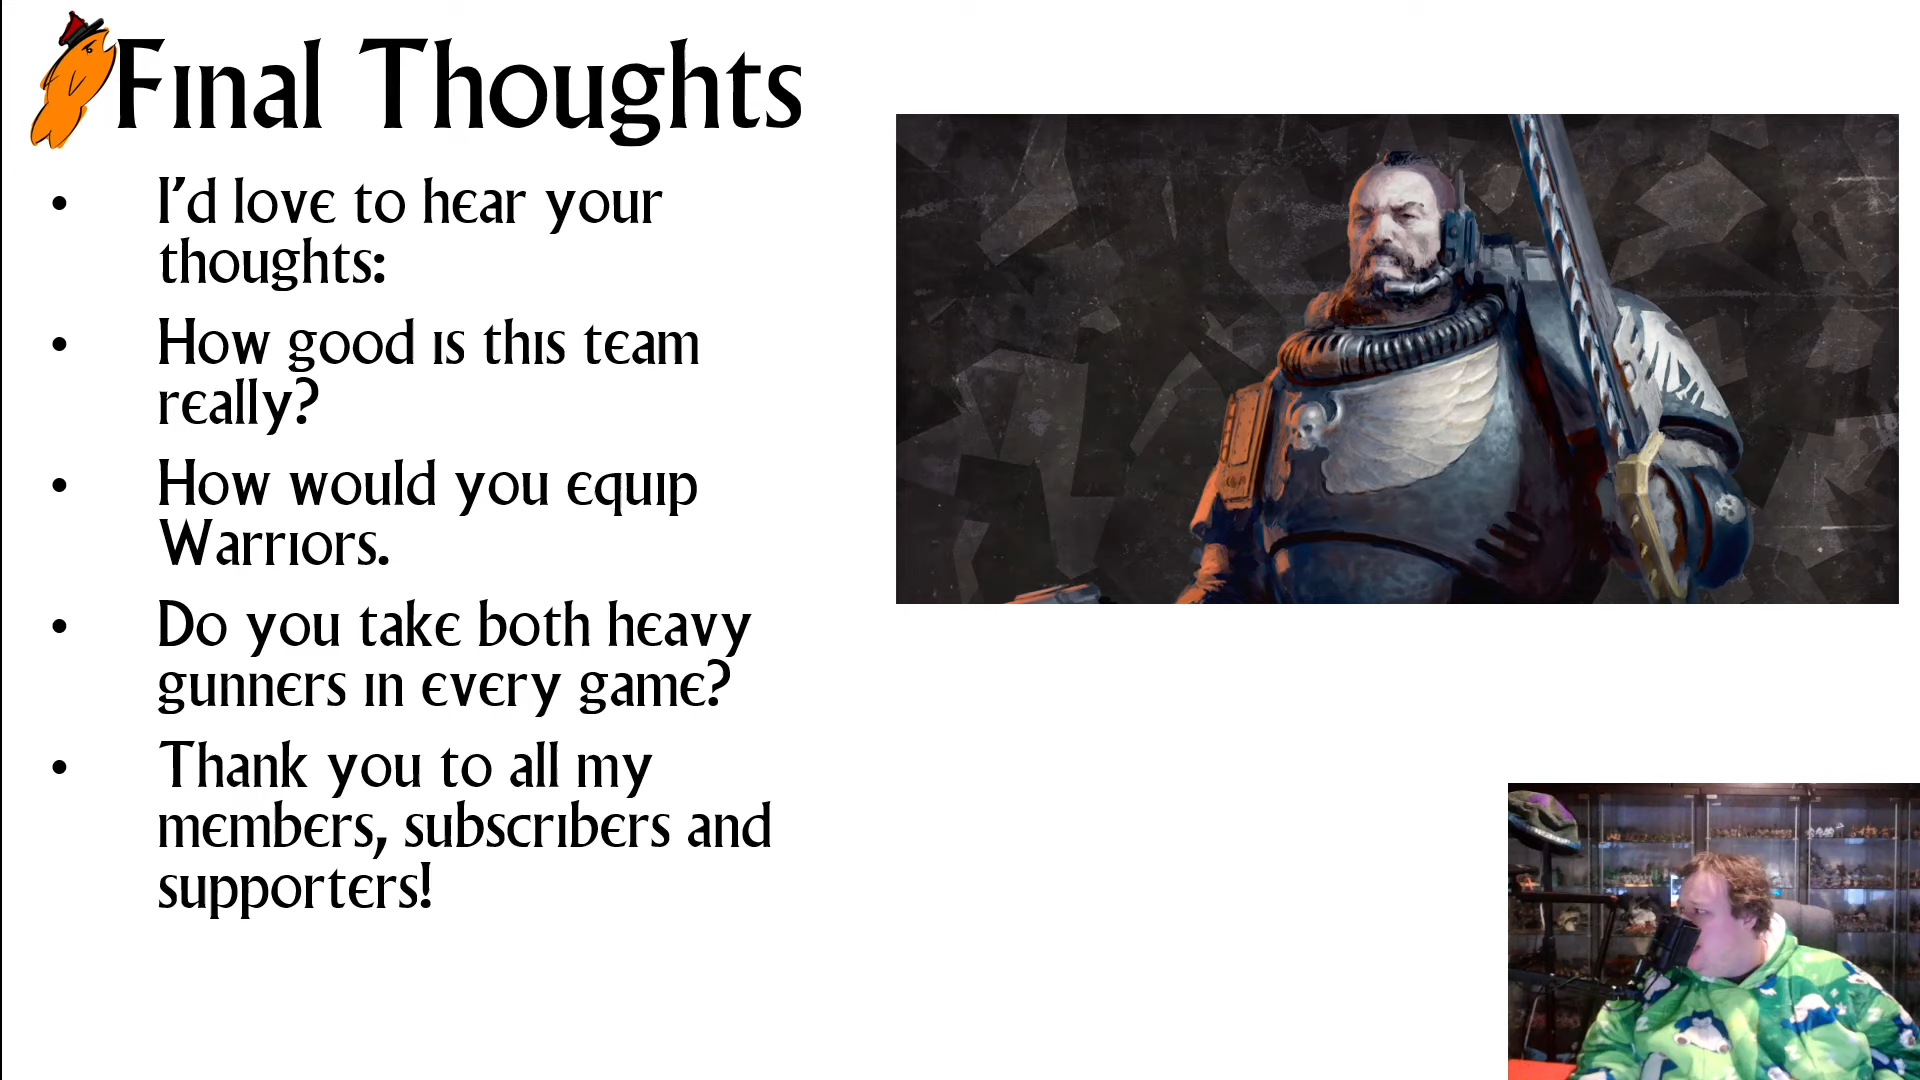 Final Thoughts
• I'd love to hear your
thoughts:
• How good is this team
really?
• How would you equip
Warriors.
• Do you take both heavy
gunners in every game?
• Thank you to all my
members, subscribers and
supporters!